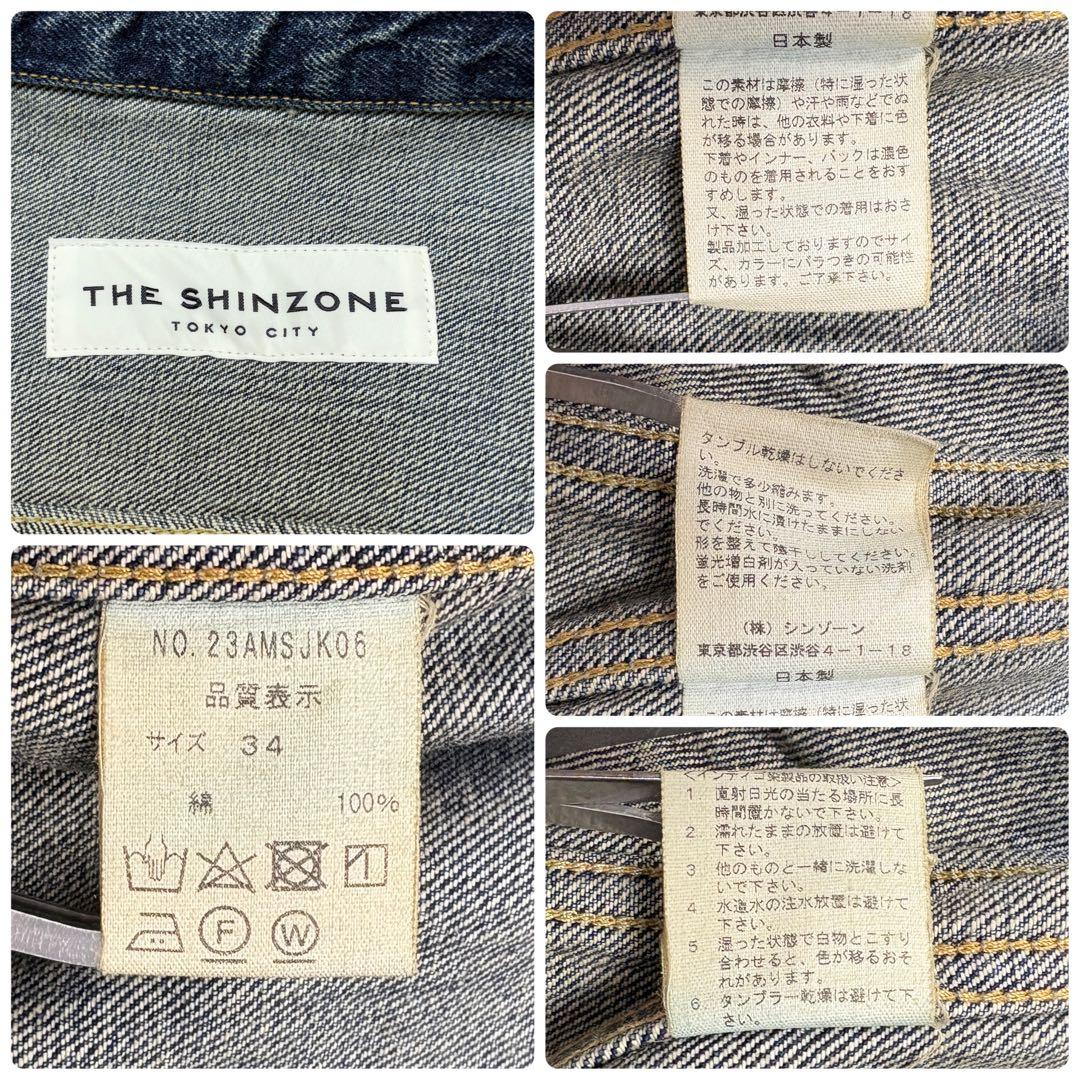 THE SHINZONE
TOKYO CITY
東京都渋谷区渋谷4-1-18
日本製
この素材は摩擦(特に湿った状
態での摩擦)や汗や雨などでぬ
れた時は、他の衣料や下着に色
が移る場合があります。
下着やインナー、バックは濃色
のものを着用されることをおす
すめします。
又、湿った状態での着用はおさ
け下さい。
製品加工しておりますのでサイ
ズ、カラーにバラつきの可能性
があります。ご了承下さい。
タンブル乾燥はしないでくださ
い。
洗濯で多少縮みます。
他の物と別に洗ってください。
長時間水に漬けたままにしない
でください。
形を整えて陰干ししてください。
蛍光増白剤が入っていない洗剤
をご使用ください。
(株)シンゾーン
東京都渋谷区渋谷4-1-18
日本製
この素材は摩擦(特に湿った状
NO. 23AMSJK06
品質表示
サイズ 34
綿 100%
F W
<インディゴ染製品の取扱い注意>
1. 直射日光の当たる場所に長
時間置かないで下さい。
2. 濡れたままの放置は避けて
下さい。
3. 他のものと一緒に洗濯しな
いで下さい。
4. 水道水の注水放置は避けて
下さい。
5. 湿った状態で白物とこすり
合わせると、色が移るおそ
れがあります。
6. タンブラー乾燥は避けて下
さい。